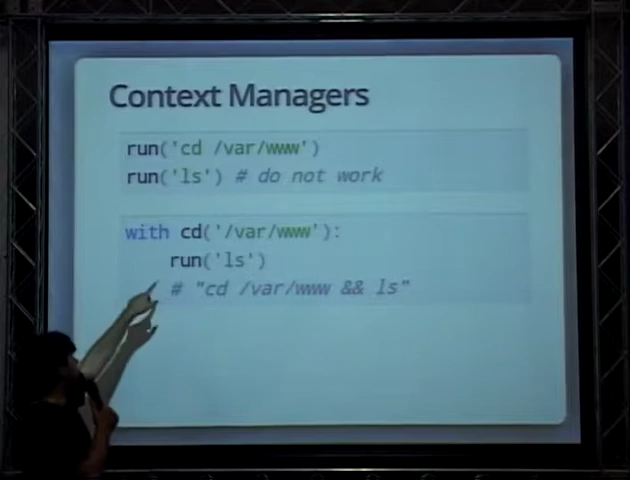 Context Managers
run('cd /var/www')
run('ls') # do not work
with cd('/var/www'):
run('ls')
# "cd /var/www && ls"